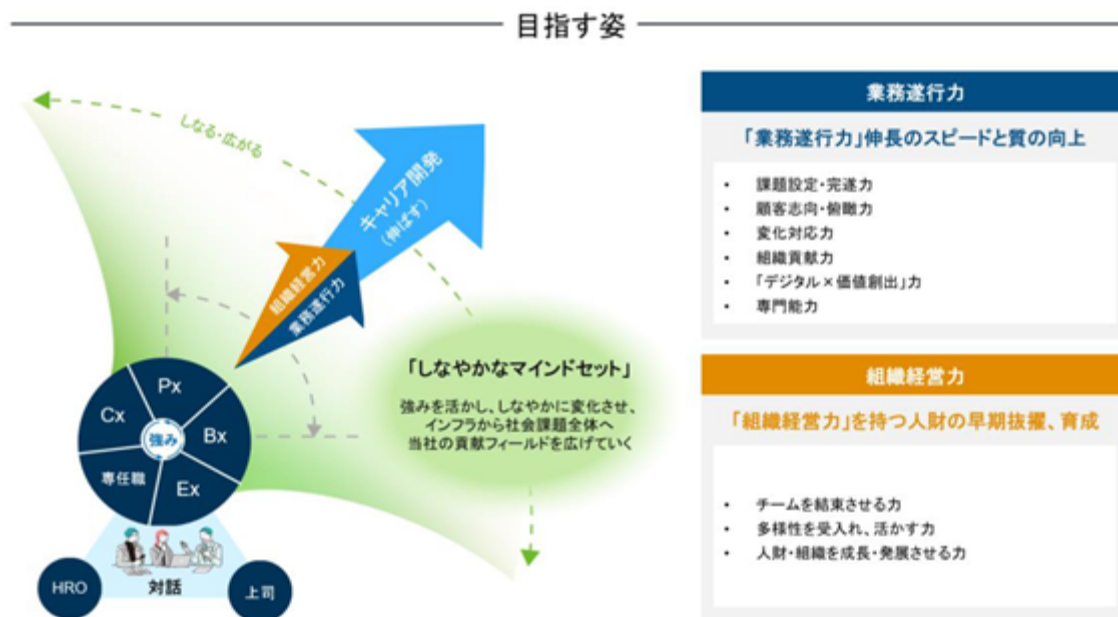 目指す姿
しなる・広がる
キャリア開発
(伸ばす)
組織経営力
業務遂行力
「しなやかなマインドセット」
強みを活かし、しなやかに変化させ、
インフラから社会課題全体へ
当社の貢献フィールドを広げていく
Px
Cx
強み
Bx
専任職
Ex
HRO
対話
上司
業務遂行力
「業務遂行力」伸長のスピードと質の向上
・ 課題設定・完遂力
・ 顧客志向・俯瞰力
・ 変化対応力
・ 組織貢献力
・ 「デジタル×価値創出」力
・ 専門能力
組織経営力
「組織経営力」を持つ人財の早期抜擢、育成
・ チームを結束させる力
・ 多様性を受入れ、活かす力
・ 人財・組織を成長・発展させる力